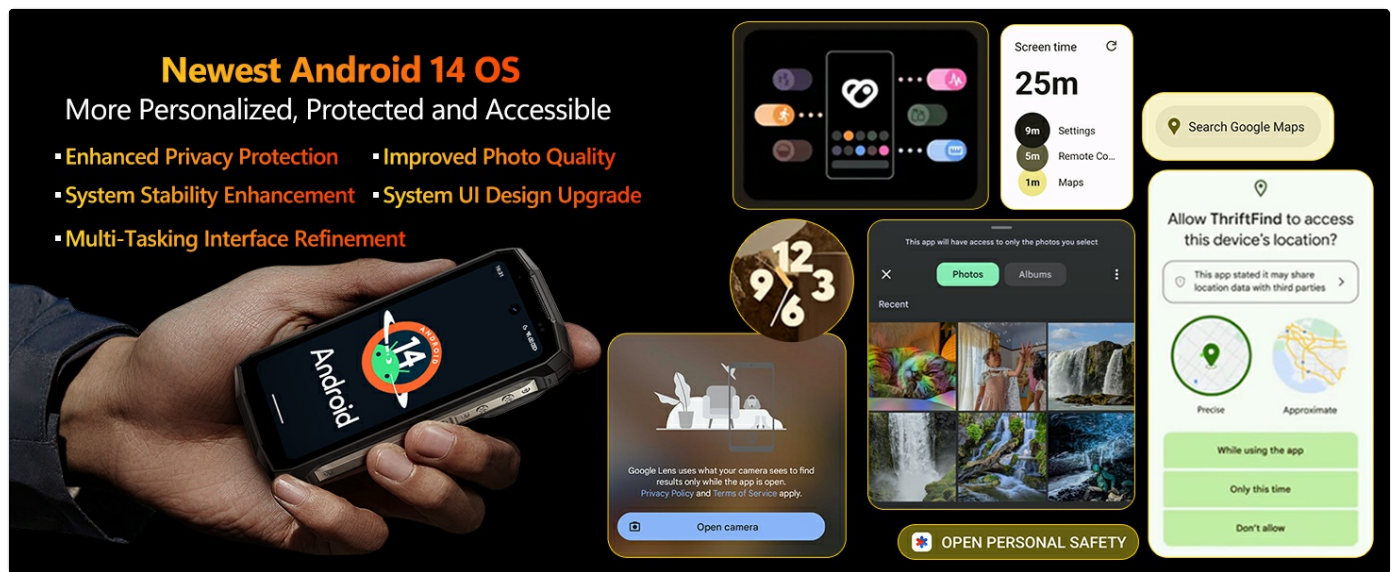 Newest Android 14 OS
More Personalized, Protected and Accessible
Enhanced Privacy Protection
Improved Photo Quality
System Stability Enhancement
System UI Design Upgrade
Multi-Tasking Interface Refinement
16:31
ANDROID
14
Android
Screen time
25m
9m Settings
5m Remote Co...
1m Maps
Search Google Maps
12
9 3
6
This app will have access to only the photos you select
Photos Albums
Recent
Google Lens uses what your camera sees to find
results only while the app is open.
Privacy Policy and Terms of Service apply.
Open camera
OPEN PERSONAL SAFETY
Allow ThriftFind to access
this device's location?
This app stated it may share
location data with third parties
Precise Approximate
While using the app
Only this time
Don't allow